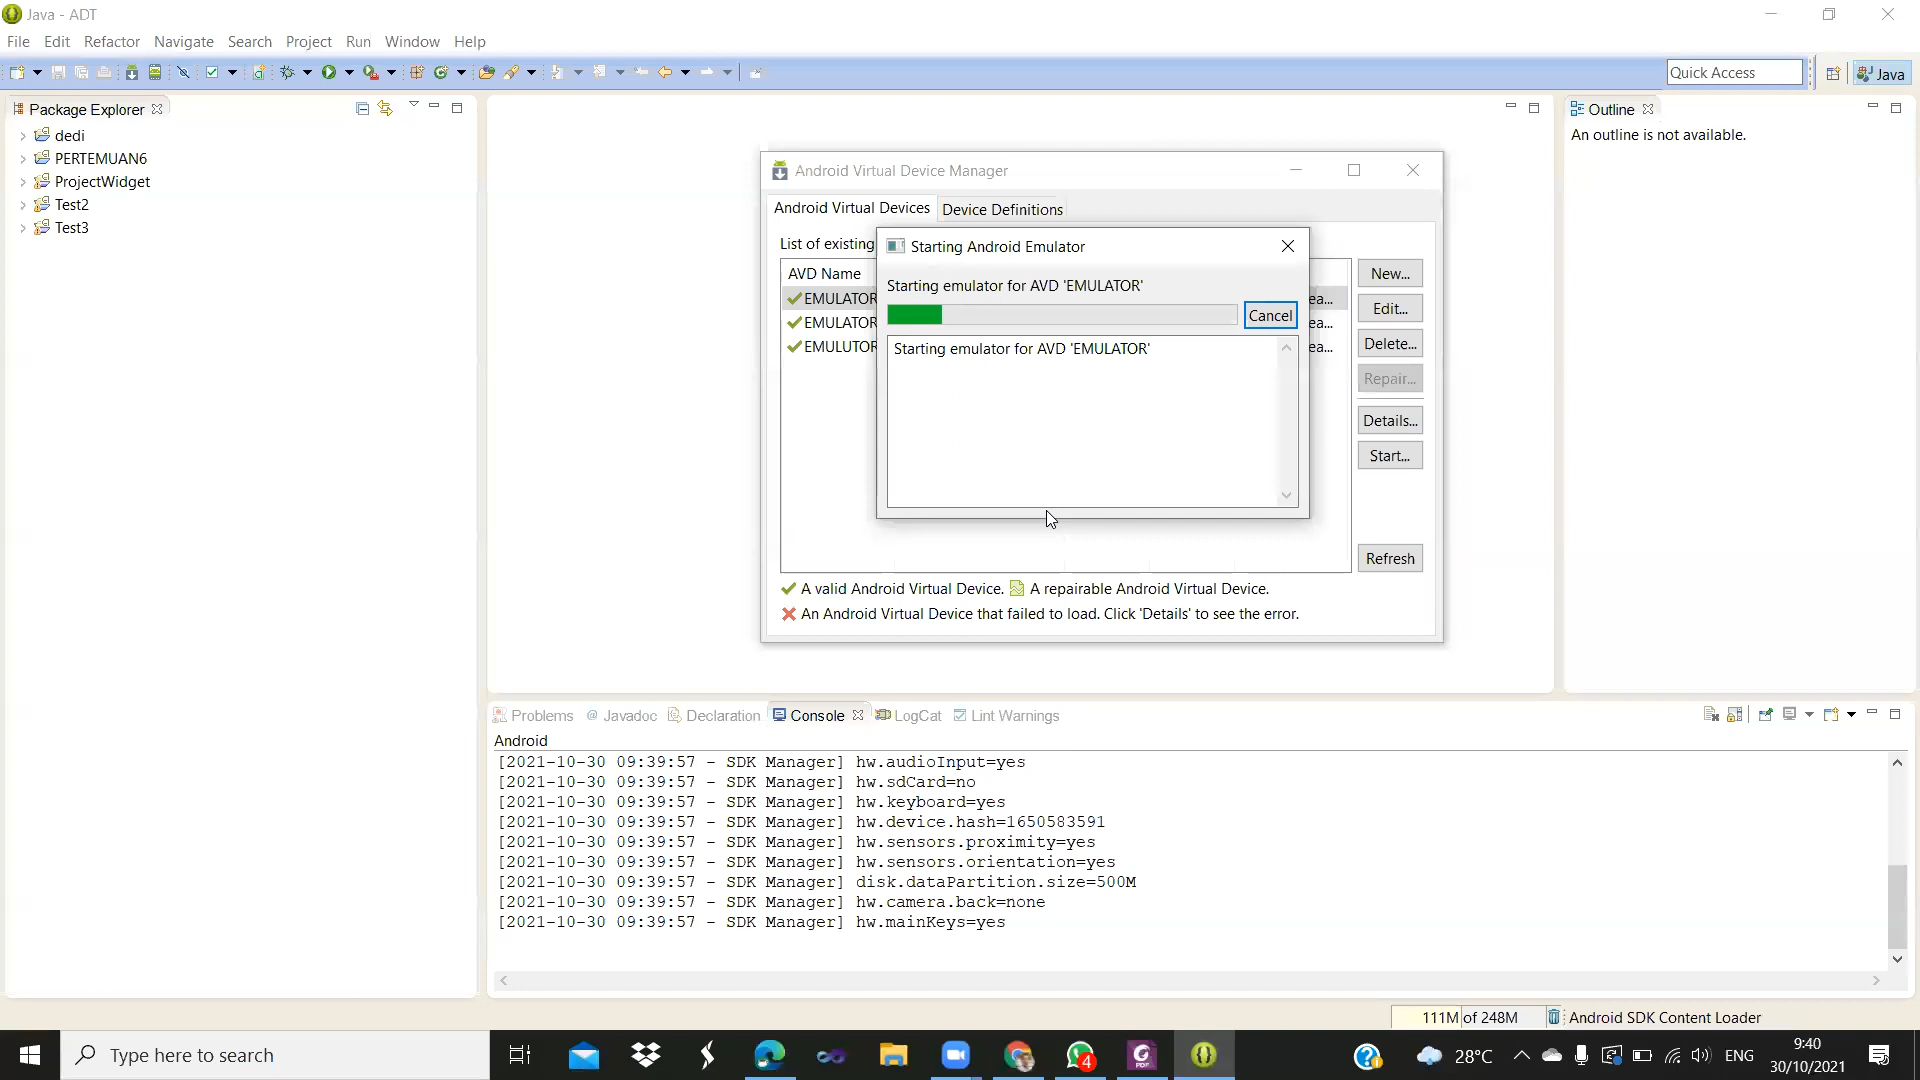 Java - ADT
File Edit Refactor Navigate Search Project Run Window Help
Quick Access
Java
Package Explorer
dedi
PERTEMUAN6
ProjectWidget
Test2
Test3
Android Virtual Device Manager
Android Virtual Devices
Device Definitions
List of existing
AVD Name
EMULATOR
EMULATOR
EMULUTOR
ea...
ea...
ea...
New...
Edit...
Delete...
Repair...
Details...
Start...
Refresh
Starting Android Emulator
Starting emulator for AVD 'EMULATOR'
Cancel
Starting emulator for AVD 'EMULATOR'
A valid Android Virtual Device. A repairable Android Virtual Device.
An Android Virtual Device that failed to load. Click 'Details' to see the error.
Outline
An outline is not available.
Problems @ Javadoc Declaration Console LogCat Lint Warnings
Android
[2021-10-30 09:39:57 - SDK Manager] hw.audioInput=yes
[2021-10-30 09:39:57 - SDK Manager] hw.sdCard=no
[2021-10-30 09:39:57 - SDK Manager] hw.keyboard=yes
[2021-10-30 09:39:57 - SDK Manager] hw.device.hash=1650583591
[2021-10-30 09:39:57 - SDK Manager] hw.sensors.proximity=yes
[2021-10-30 09:39:57 - SDK Manager] hw.sensors.orientation=yes
[2021-10-30 09:39:57 - SDK Manager] disk.dataPartition.size=500M
[2021-10-30 09:39:57 - SDK Manager] hw.camera.back=none
[2021-10-30 09:39:57 - SDK Manager] hw.mainKeys=yes
111M of 248M
Android SDK Content Loader
Type here to search
4
PDF
28°C
ENG
9:40
30/10/2021